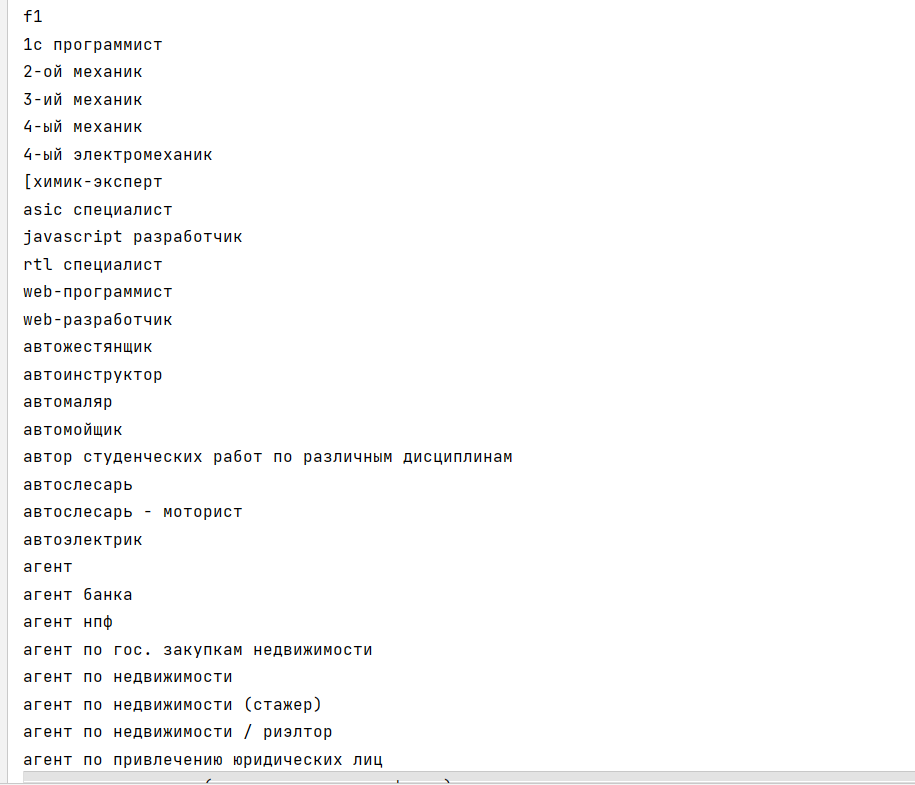 f1
1с программист
2-ой механик
3-ий механик
4-ый механик
4-ый электромеханик
[химик-эксперт
asic специалист
javascript разработчик
rtl специалист
web-программист
web-разработчик
автожестянщик
автоинструктор
автомаляр
автомойщик
автор студенческих работ по различным дисциплинам
автослесарь
автослесарь - моторист
автоэлектрик
агент
агент банка
агент нпф
агент по гос. закупкам недвижимости
агент по недвижимости
агент по недвижимости (стажер)
агент по недвижимости / риэлтор
агент по привлечению юридических лиц